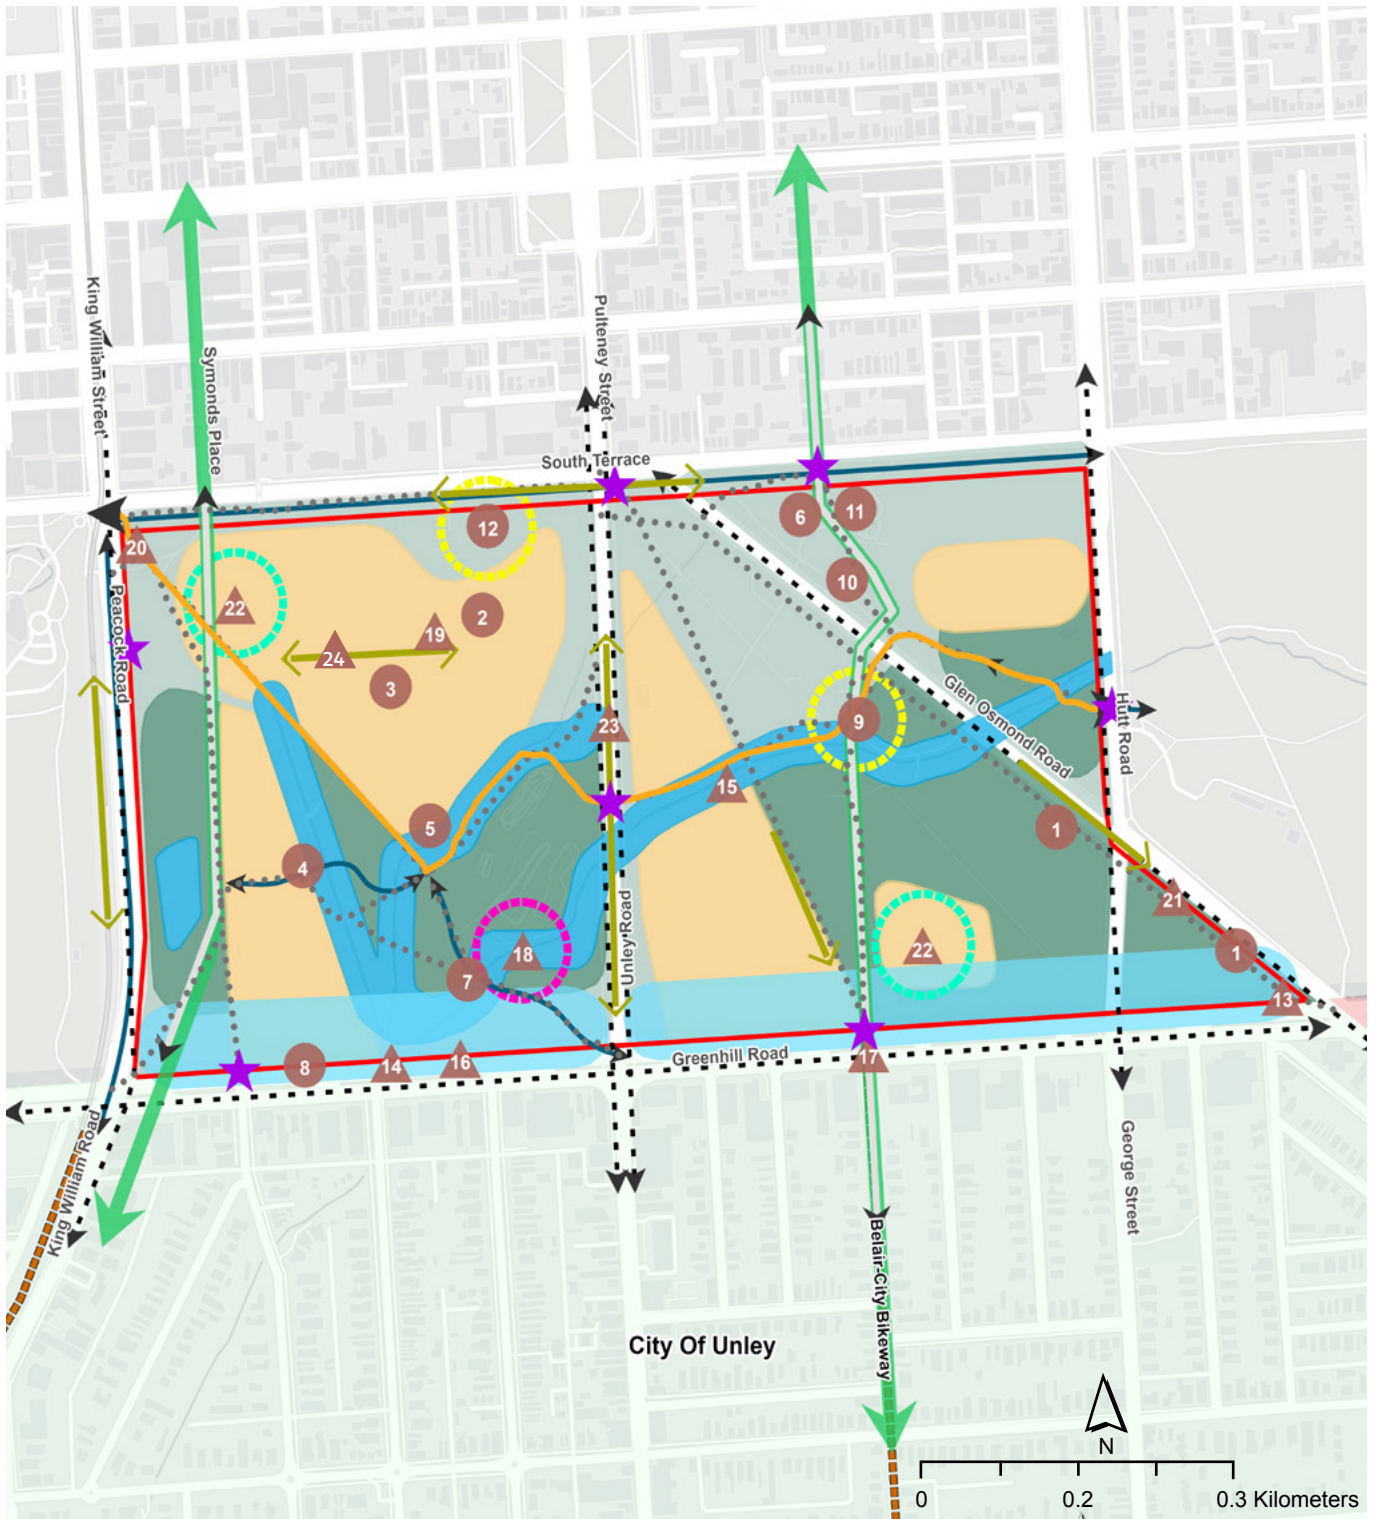 King William Street
Symonds Place
Pulteney Street
South Terrace
12
6
11
20
10
2
22
19
24
3
Peacock Road
Glen Osmond Road
Hutt Road
9
23
15
5
1
4
21
Unley Road
18
22
1
7
13
Greenhill Road
17
8
14
16
King William Road
George Street
Belair-City Bikeway
City Of Unley
N
0
0.2
0.3 Kilometers